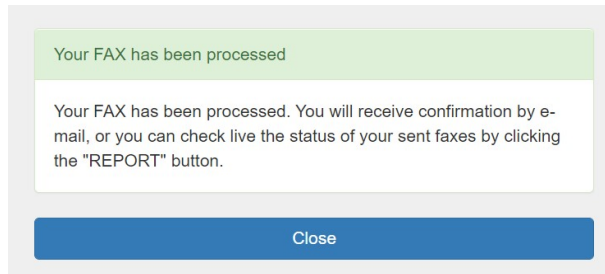 Your FAX has been processed
Your FAX has been processed. You will receive confirmation by e-
mail, or you can check live the status of your sent faxes by clicking
the "REPORT" button.
Close